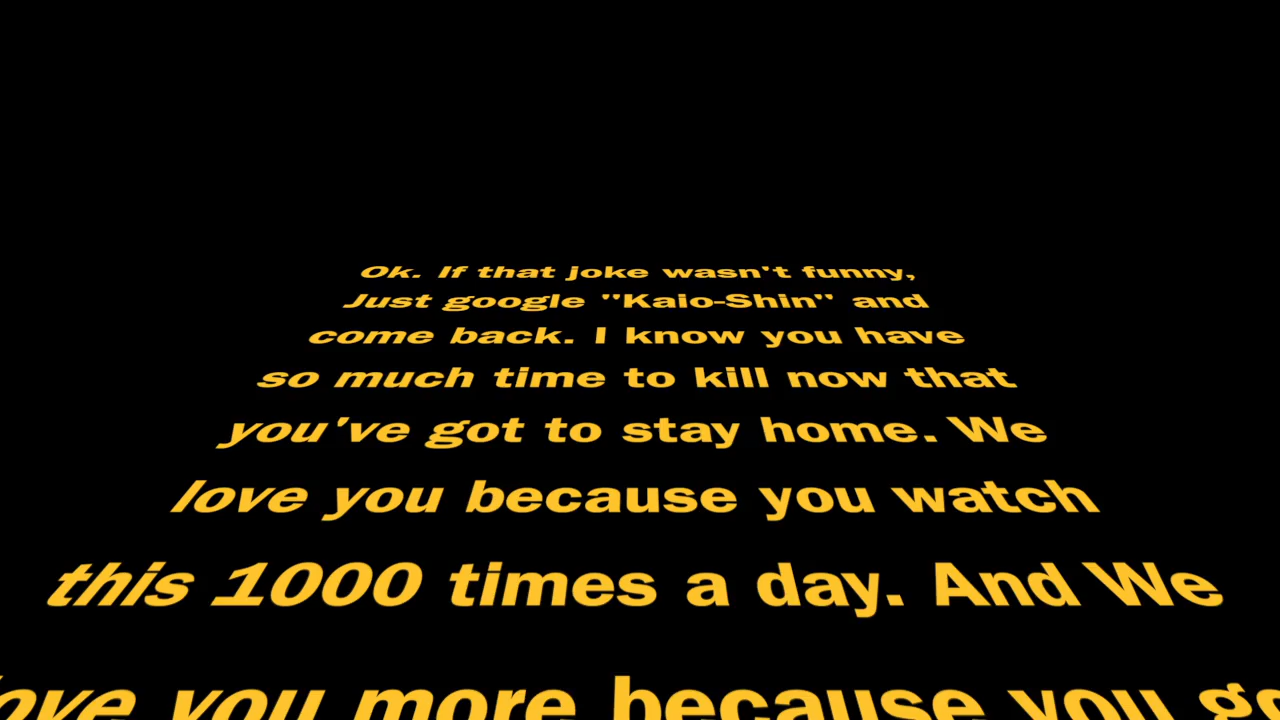 Ok. If that joke wasn't funny,
Just google "Kaio-Shin" and
come back. I know you have
so much time to kill now that
you've got to stay home. We
love you because you watch
this 1000 times a day. And We
love you more because you